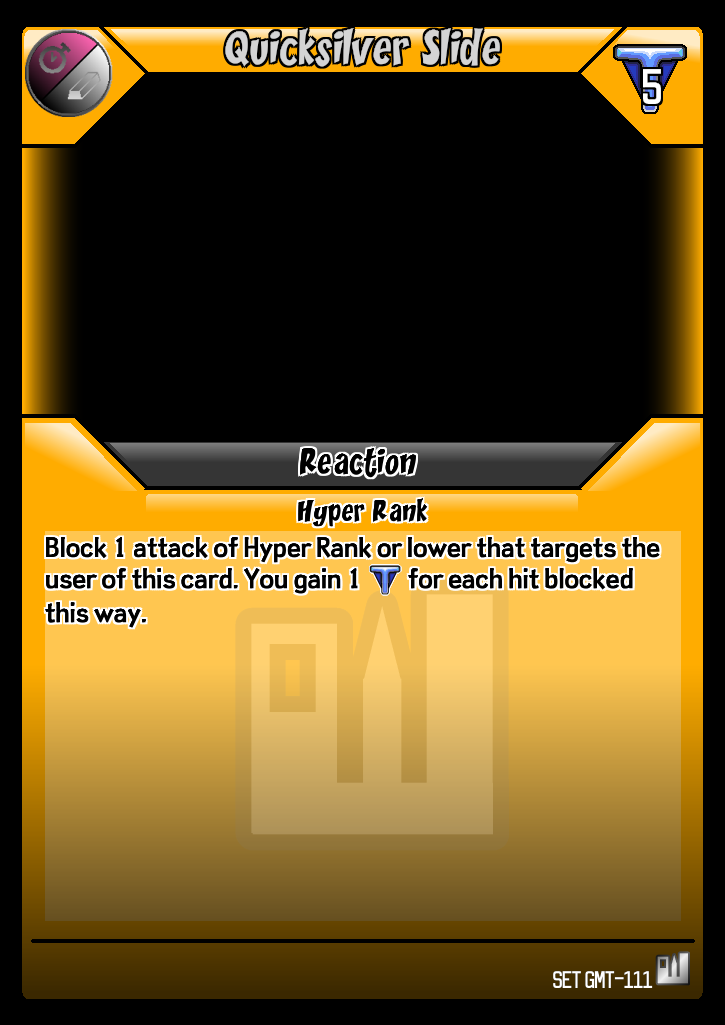 Quicksilver Slide
5
Reaction
Hyper Rank
Block 1 attack of Hyper Rank or lower that targets the
user of this card. You gain 1 T for each hit blocked
this way.
SET GMT-111